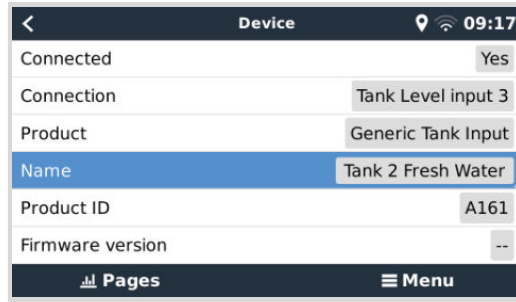 Device 09:17
Connected Yes
Connection Tank Level input 3
Product Generic Tank Input
Name Tank 2 Fresh Water
Product ID A161
Firmware version --
Pages Menu